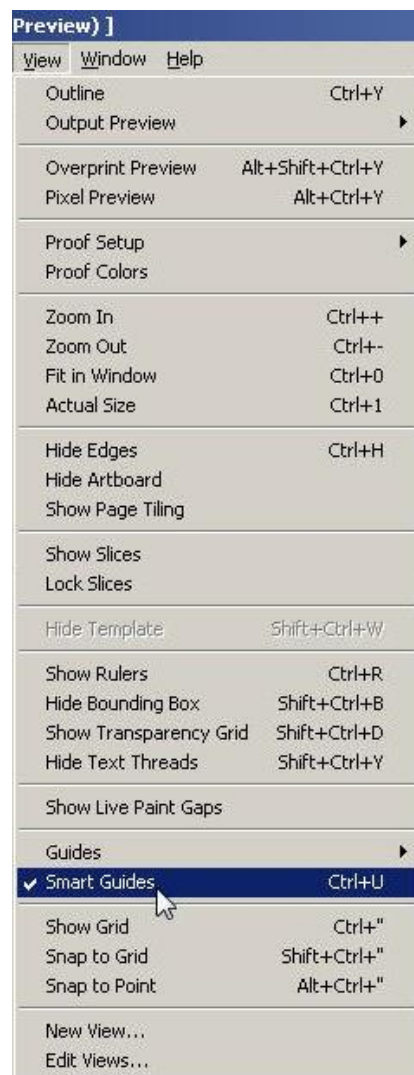 Preview) ]
View Window Help
Outline Ctrl+Y
Output Preview
Overprint Preview Alt+Shift+Ctrl+Y
Pixel Preview Alt+Ctrl+Y
Proof Setup
Proof Colors
Zoom In Ctrl++
Zoom Out Ctrl+-
Fit in Window Ctrl+0
Actual Size Ctrl+1
Hide Edges Ctrl+H
Hide Artboard
Show Page Tiling
Show Slices
Lock Slices
Hide Template Shift+Ctrl+W
Show Rulers Ctrl+R
Hide Bounding Box Shift+Ctrl+B
Show Transparency Grid Shift+Ctrl+D
Hide Text Threads Shift+Ctrl+Y
Show Live Paint Gaps
Guides
Smart Guides Ctrl+U
Show Grid Ctrl+"
Snap to Grid Shift+Ctrl+"
Snap to Point Alt+Ctrl+"
New View...
Edit Views...